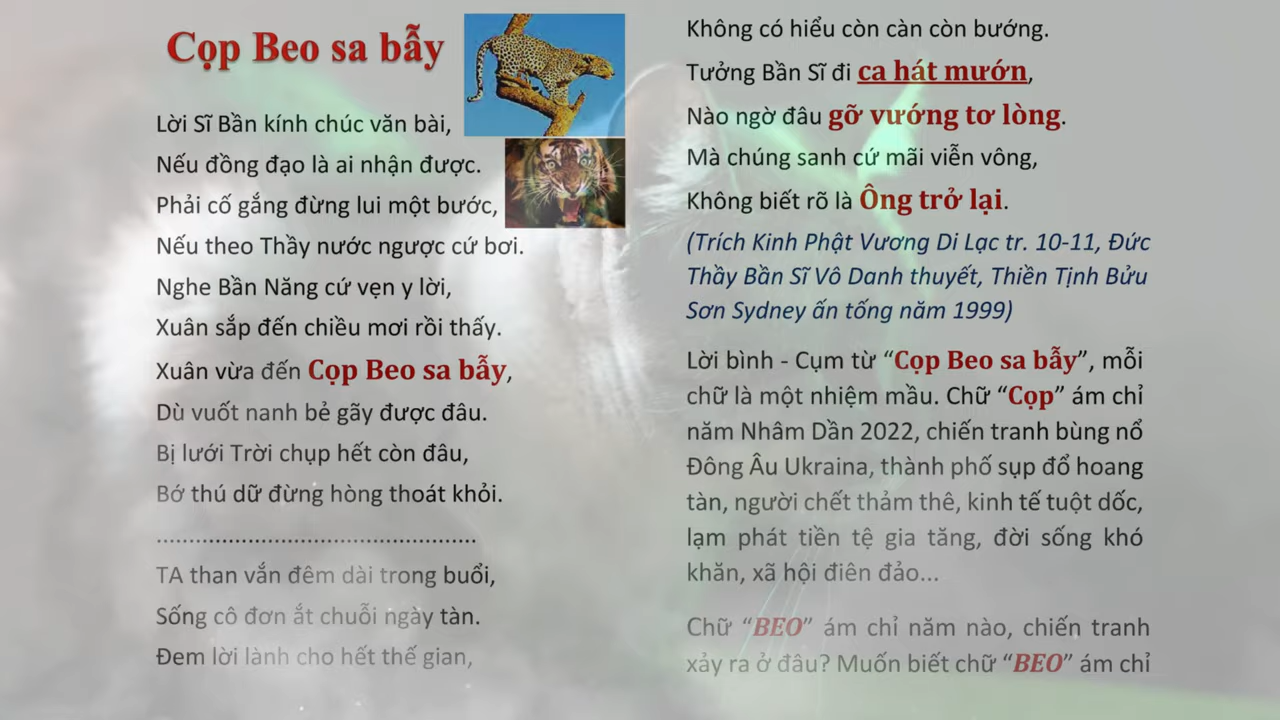 Cọp Beo sa bẫy
Lời Sĩ Bần kính chúc văn bài,
Nếu đồng đạo là ai nhận được.
Phải cố gắng đừng lui một bước,
Nếu theo Thầy nước ngược cứ bơi.
Nghe Bần Năng cứ vẹn y lời,
Xuân sắp đến chiều mơi rồi thấy.
Xuân vừa đến Cọp Beo sa bẫy,
Dù vuốt nanh bẻ gãy được đâu.
Bị lưới Trời chụp hết còn đâu,
Bớ thú dữ đừng hòng thoát khỏi.
.................................................
TA than vắn đêm dài trong buổi,
Sống cô đơn ắt chuỗi ngày tàn.
Đem lời lành cho hết thế gian,
Không có hiểu còn càn còn bướng.
Tưởng Bần Sĩ đi ca hát mướn,
Nào ngờ đâu gỡ vướng tơ lòng.
Mà chúng sanh cứ mãi viễn vông,
Không biết rõ là Ông trở lại.
(Trích Kinh Phật Vương Di Lạc tr. 10-11, Đức
Thầy Bần Sĩ Vô Danh thuyết, Thiền Tịnh Bửu
Sơn Sydney ấn tống năm 1999)
Lời bình - Cụm từ “Cọp Beo sa bẫy”, mỗi
chữ là một nhiệm mầu. Chữ “Cọp” ám chỉ
năm Nhâm Dần 2022, chiến tranh bùng nổ
Đông Âu Ukraina, thành phố sụp đổ hoang
tàn, người chết thảm thê, kinh tế tuột dốc,
lạm phát tiền tệ gia tăng, đời sống khó
khăn, xã hội điên đảo...
Chữ “BEO” ám chỉ năm nào, chiến tranh
xảy ra ở đâu? Muốn biết chữ “BEO” ám chỉ